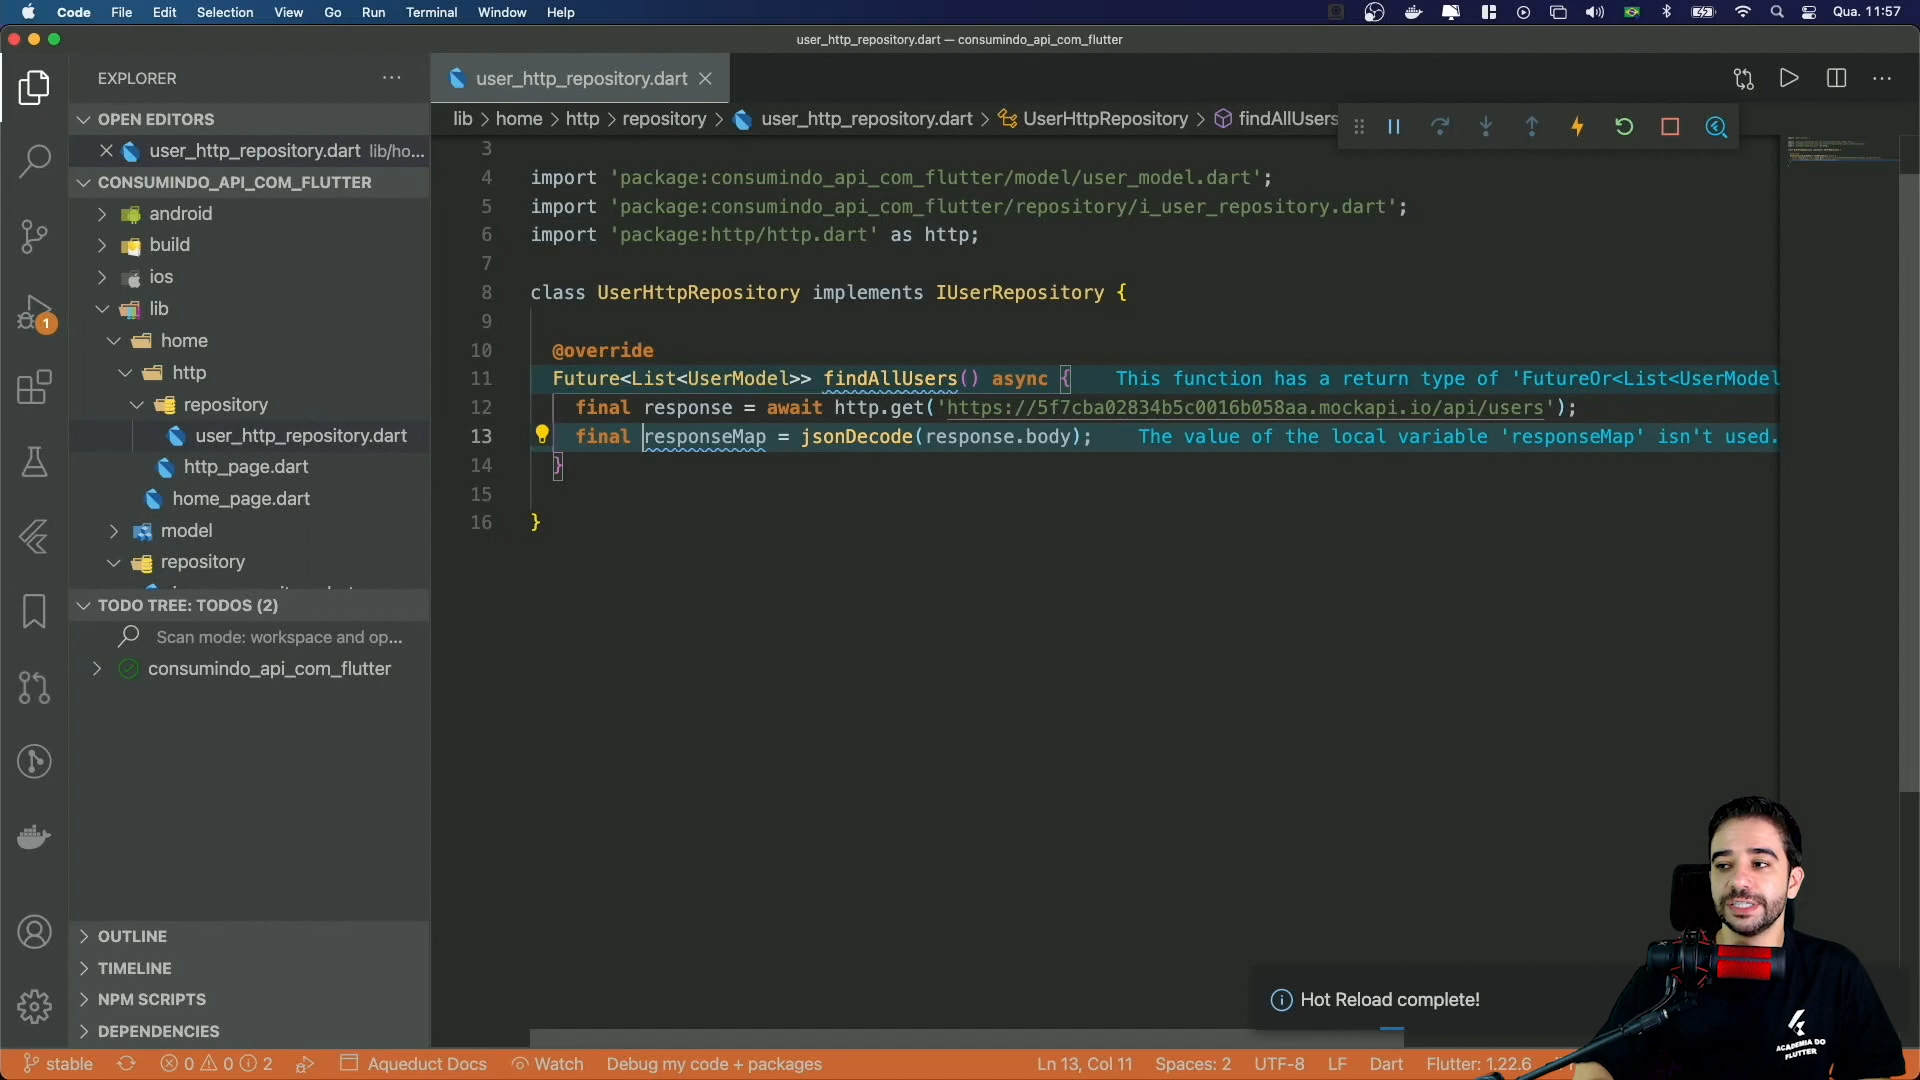 Code File Edit Selection View Go Run Terminal Window Help Qua. 11:57
user_http_repository.dart — consumindo_api_com_flutter
EXPLORER
OPEN EDITORS
user_http_repository.dart lib/ho...
CONSUMINDO_API_COM_FLUTTER
android
build
ios
lib
home
http
repository
user_http_repository.dart
http_page.dart
home_page.dart
model
repository
TODO TREE: TODOS (2)
Scan mode: workspace and op...
consumindo_api_com_flutter
OUTLINE
TIMELINE
NPM SCRIPTS
DEPENDENCIES
1
user_http_repository.dart
lib > home > http > repository > user_http_repository.dart > UserHttpRepository > findAllUsers
3
4 import 'package:consumindo_api_com_flutter/model/user_model.dart';
5 import 'package:consumindo_api_com_flutter/repository/i_user_repository.dart';
6 import 'package:http/http.dart' as http;
7
8 class UserHttpRepository implements IUserRepository {
9
10 @override
11 Future<List<UserModel>> findAllUsers() async { This function has a return type of 'FutureOr<List<UserModel
12 final response = await http.get('https://5f7cba02834b5c0016b058aa.mockapi.io/api/users');
13 final responseMap = jsonDecode(response.body); The value of the local variable 'responseMap' isn't used.
14 }
15
16 }
Hot Reload complete!
ACADEMIA DO
FLUTTER
stable 0 0 2 Aqueduct Docs Watch Debug my code + packages Ln 13, Col 11 Spaces: 2 UTF-8 LF Dart Flutter: 1.22.6